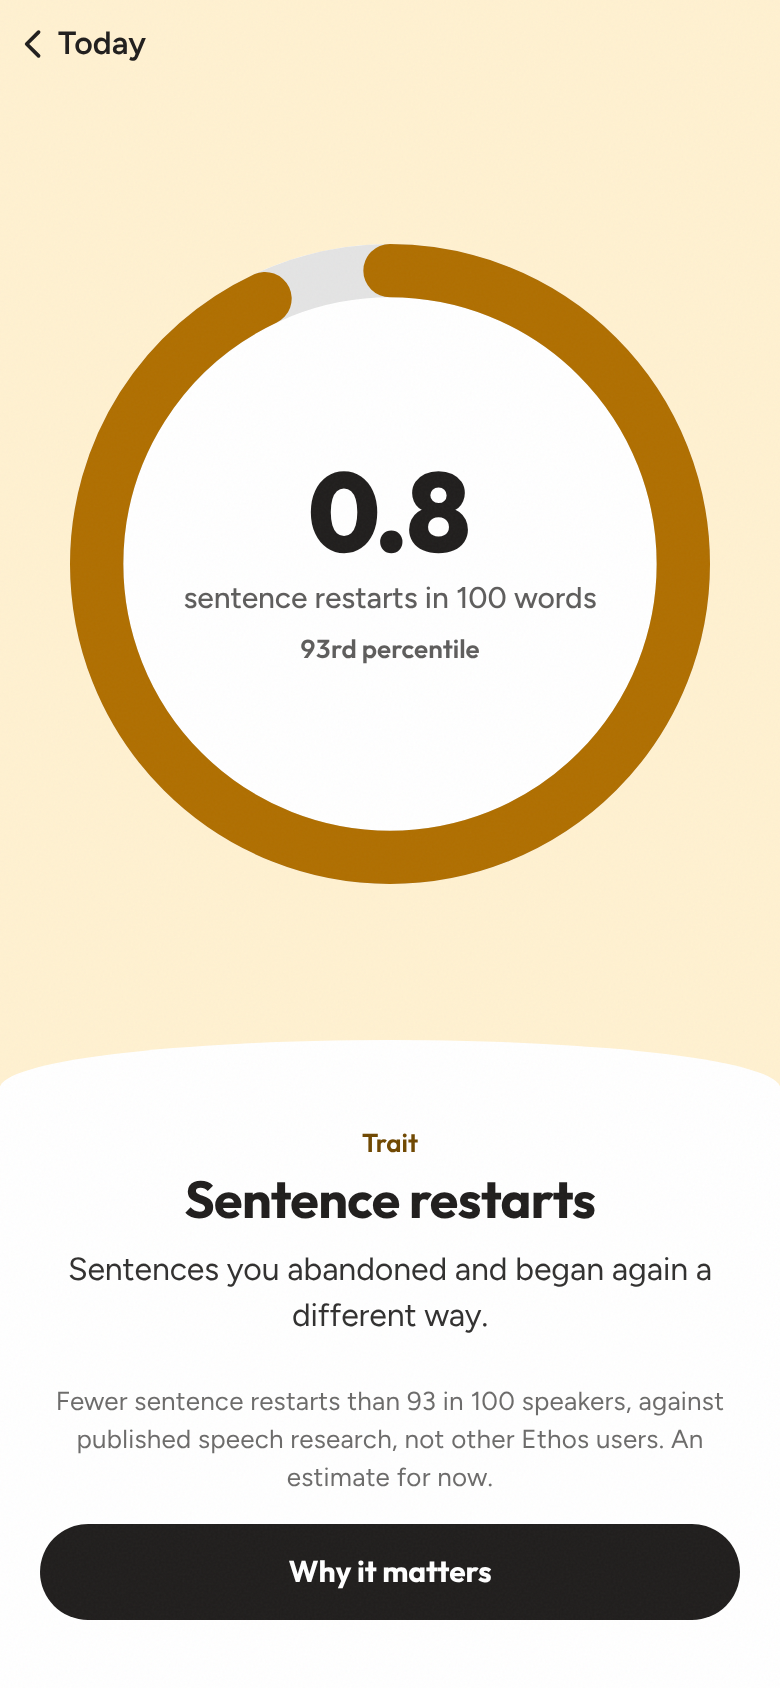 Today
0.8
sentence restarts in 100 words
93rd percentile
Trait
Sentence restarts
Sentences you abandoned and began again a
different way.
Fewer sentence restarts than 93 in 100 speakers, against
published speech research, not other Ethos users. An
estimate for now.
Why it matters